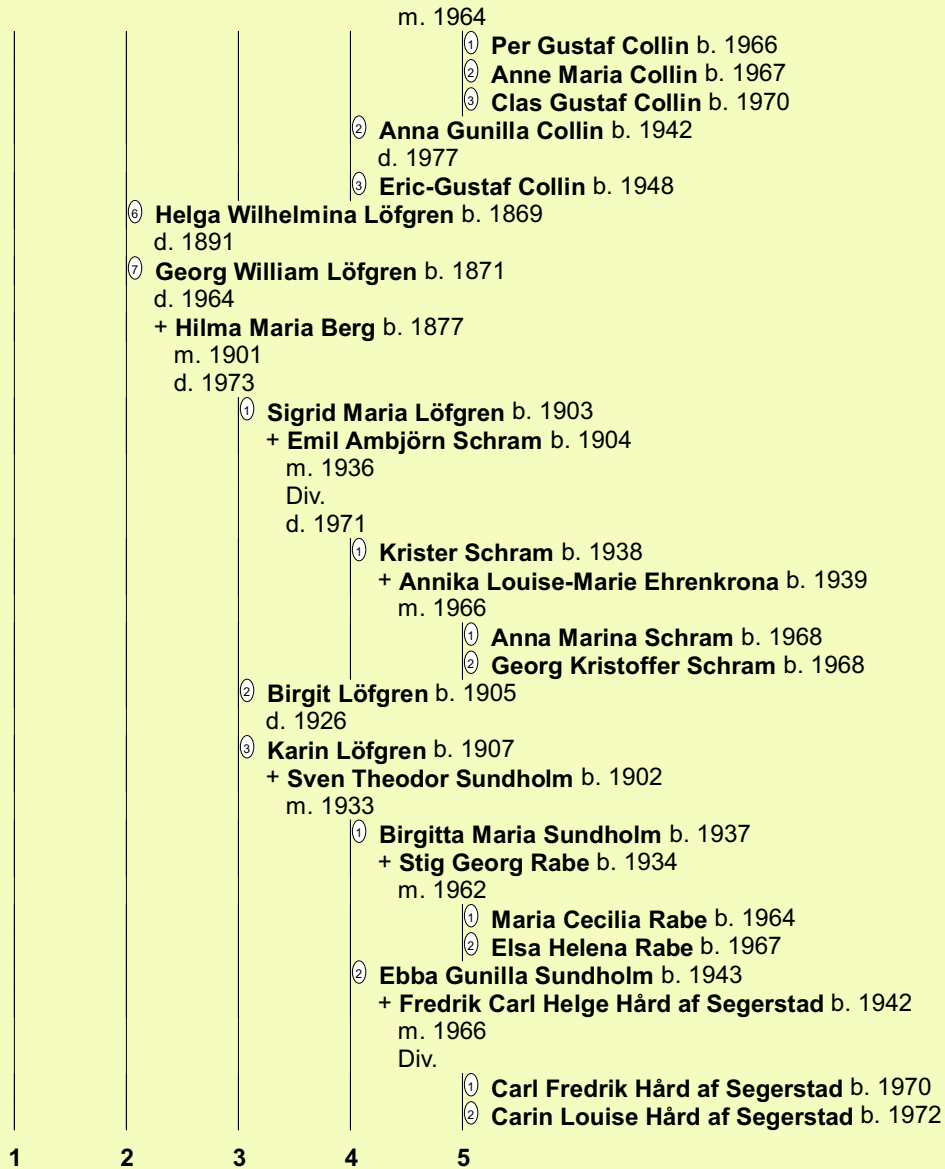 m. 1964
① Per Gustaf Collin b. 1966
② Anne Maria Collin b. 1967
③ Clas Gustaf Collin b. 1970
② Anna Gunilla Collin b. 1942
d. 1977
③ Eric-Gustaf Collin b. 1948
⑥ Helga Wilhelmina Löfgren b. 1869
d. 1891
⑦ Georg William Löfgren b. 1871
d. 1964
+ Hilma Maria Berg b. 1877
m. 1901
d. 1973
① Sigrid Maria Löfgren b. 1903
+ Emil Ambjörn Schram b. 1904
m. 1936
Div.
d. 1971
① Krister Schram b. 1938
+ Annika Louise-Marie Ehrenkrona b. 1939
m. 1966
① Anna Marina Schram b. 1968
② Georg Kristoffer Schram b. 1968
② Birgit Löfgren b. 1905
d. 1926
③ Karin Löfgren b. 1907
+ Sven Theodor Sundholm b. 1902
m. 1933
① Birgitta Maria Sundholm b. 1937
+ Stig Georg Rabe b. 1934
m. 1962
① Maria Cecilia Rabe b. 1964
② Elsa Helena Rabe b. 1967
② Ebba Gunilla Sundholm b. 1943
+ Fredrik Carl Helge Hård af Segerstad b. 1942
m. 1966
Div.
① Carl Fredrik Hård af Segerstad b. 1970
② Carin Louise Hård af Segerstad b. 1972
1 2 3 4 5